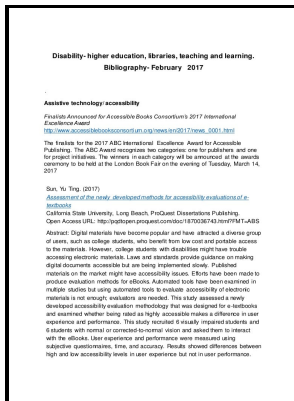 Disability- higher education, libraries, teaching and learning.
Bibliography- February 2017
.
Assistive technology/accessibility
Finalists Announced for Accessible Books Consortium's 2017 International
Excellence Award
http://www.accessiblebooksconsortium.org/news/en/2017/news_0001.html
The finalists for the 2017 ABC International Excellence Award for Accessible
Publishing. The ABC Award recognizes two categories: one for publishers and one
for project initiatives. The winners in each category will be announced at the awards
ceremony to be held at the London Book Fair on the evening of Tuesday, March 14,
2017
Sun, Yu Ting. (2017)
Assessment of the newly developed methods for accessibility evaluations of e-
textbooks
California State University, Long Beach, ProQuest Dissertations Publishing.
Open Access URL: http://pqdtopen.proquest.com/doc/1870036743.html?FMT=ABS
Abstract: Digital materials have become popular and have attracted a diverse group
of users, such as college students, who benefit from low cost and portable access
to the materials. However, college students with disabilities might have trouble
accessing electronic materials. Laws and standards provide guidance on making
digital documents accessible but are being implemented slowly. Published
materials on the market might have accessibility issues. Efforts have been made to
produce evaluation methods for eBooks. Automated tools have been examined in
multiple studies but using automated tools to evaluate accessibility of electronic
materials is not enough; evaluators are needed. This study assessed a newly
developed accessibility evaluation methodology that was designed for e-textbooks
and examined whether being rated as highly accessible makes a difference in user
experience and performance. This study recruited 6 visually impaired students and
6 students with normal or corrected-to-normal vision and asked them to interact
with the eBooks. User experience and performance were measured using
subjective questionnaires, time, and accuracy. Results showed differences between
high and low accessibility levels in user experience but not in user performance.